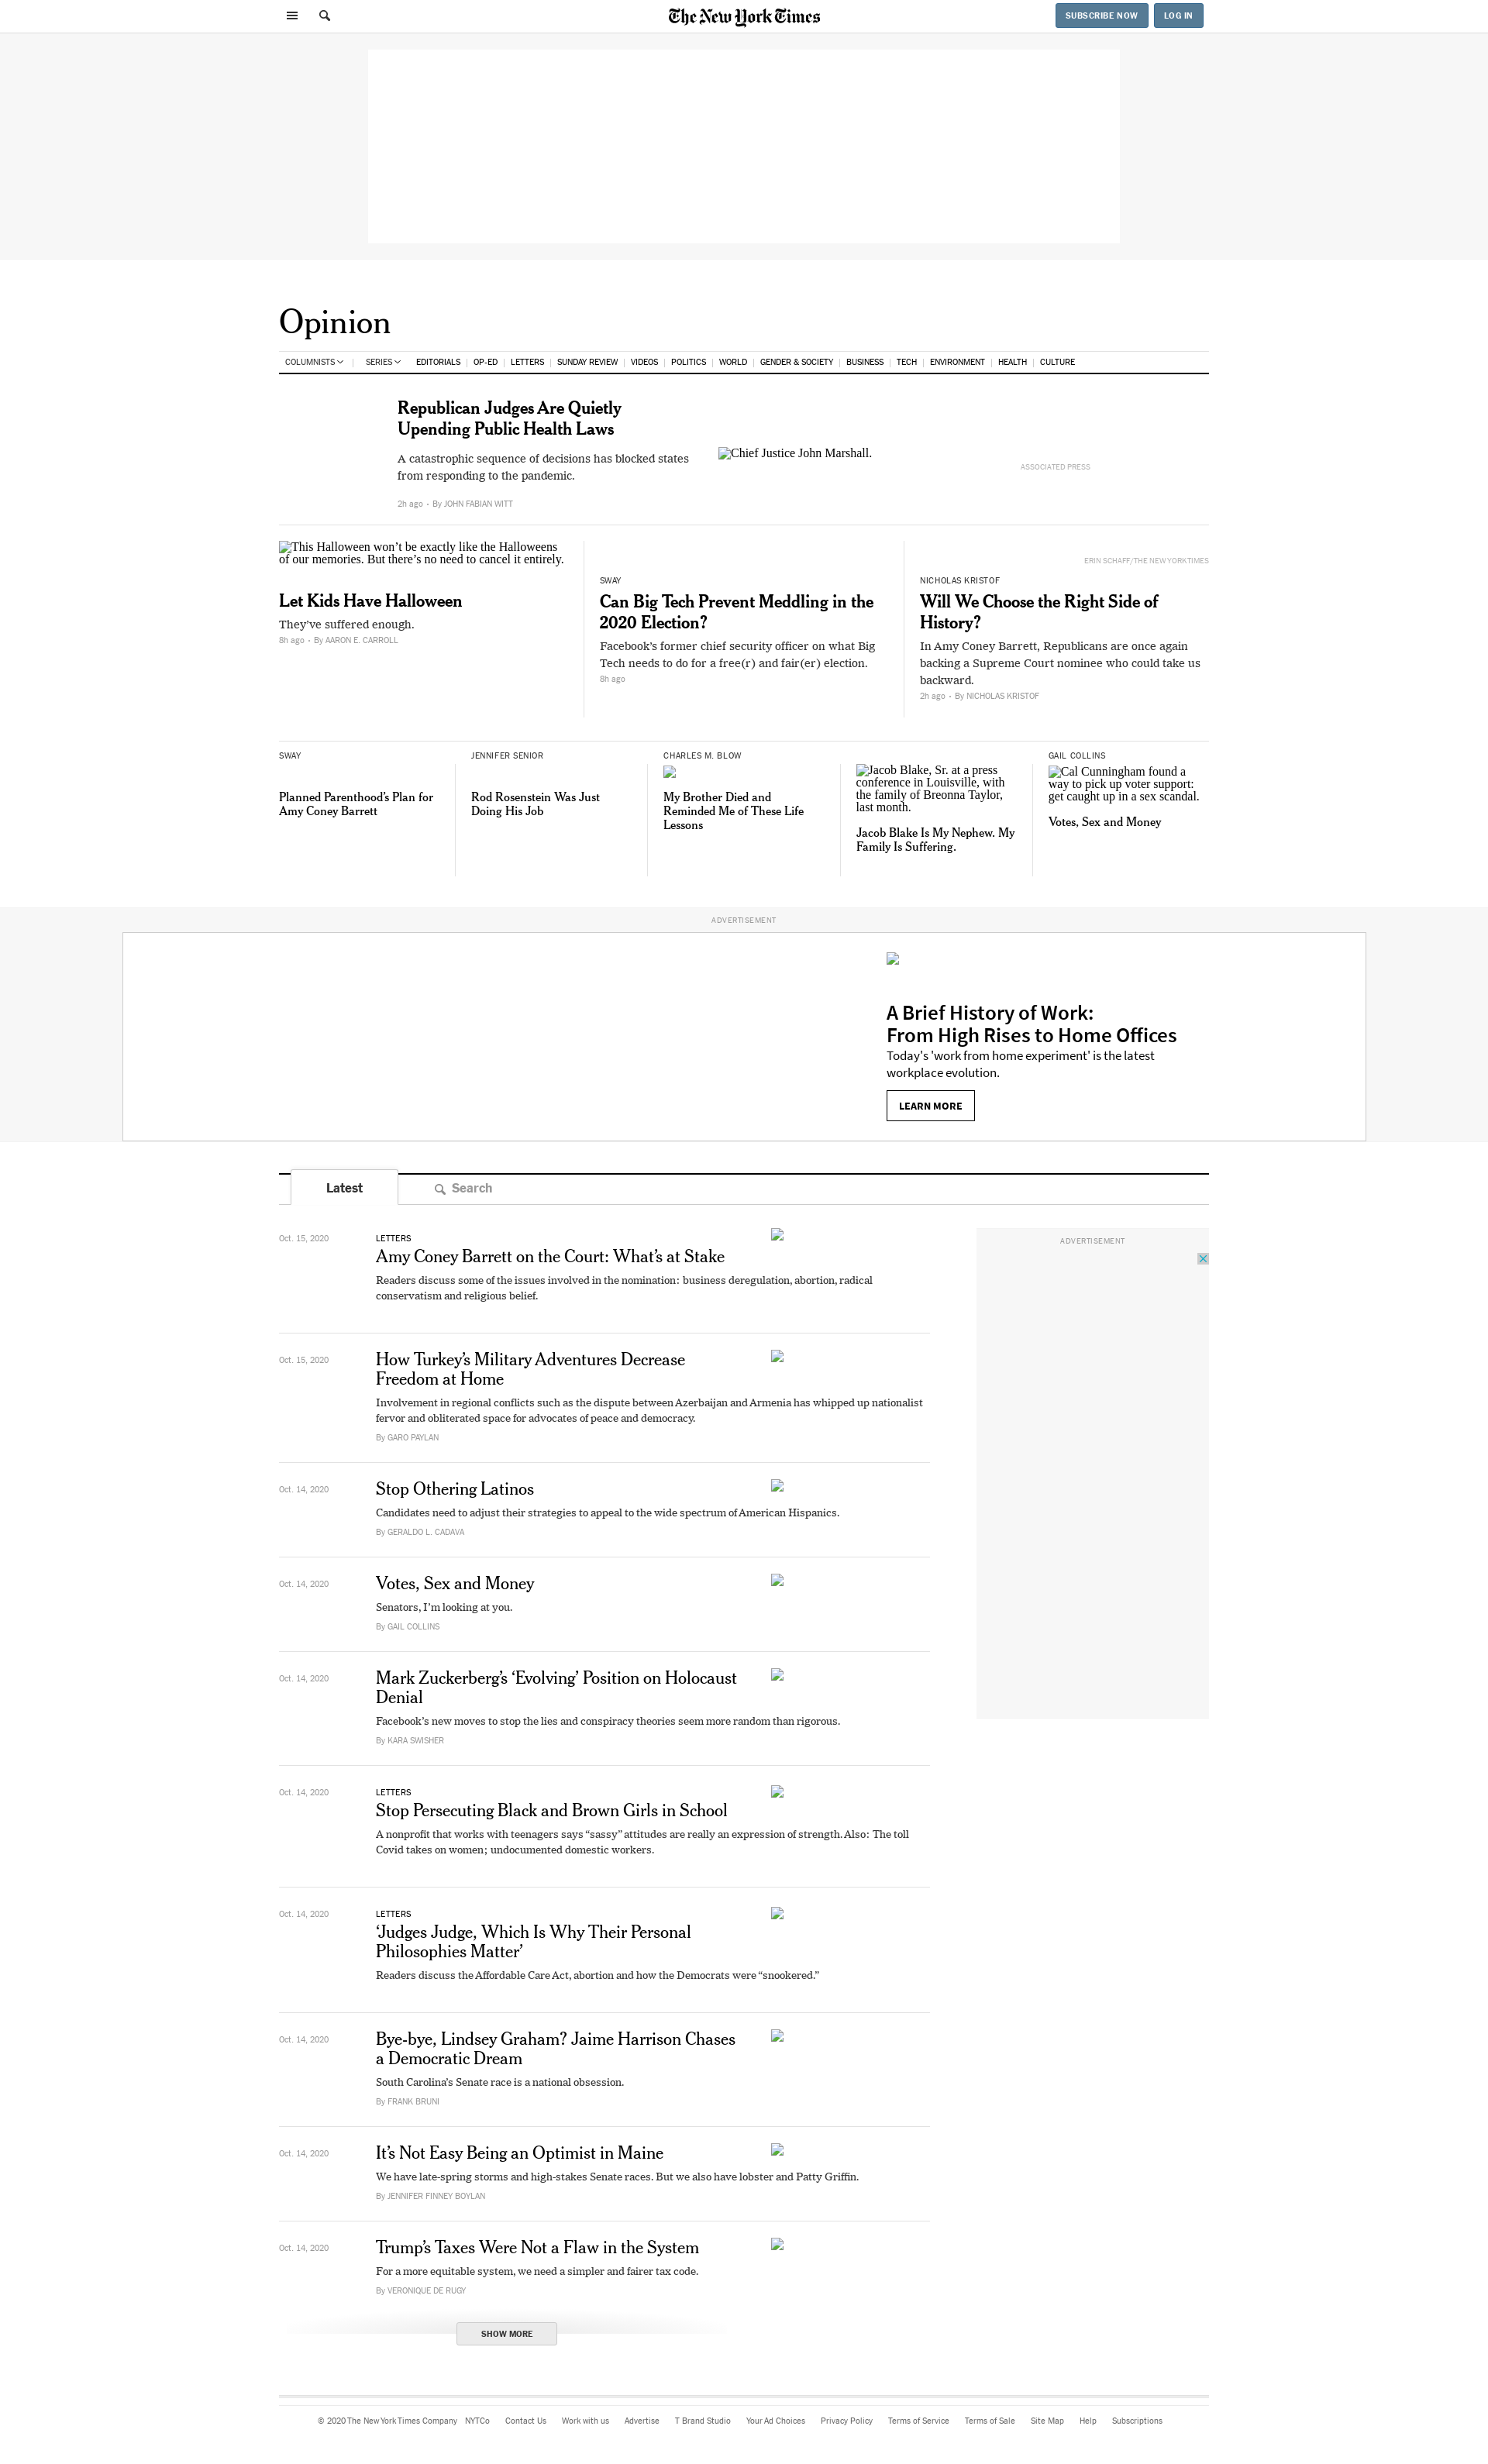 The New York Times
SUBSCRIBE NOW
LOG IN
Opinion
COLUMNISTS
SERIES
EDITORIALS
OP-ED
LETTERS
SUNDAY REVIEW
VIDEOS
POLITICS
WORLD
GENDER & SOCIETY
BUSINESS
TECH
ENVIRONMENT
HEALTH
CULTURE
Republican Judges Are Quietly
Upending Public Health Laws
A catastrophic sequence of decisions has blocked states
from responding to the pandemic.
2h ago • By JOHN FABIAN WITT
Chief Justice John Marshall.
ASSOCIATED PRESS
This Halloween won’t be exactly like the Halloweens
of our memories. But there’s no need to cancel it entirely.
Let Kids Have Halloween
They’ve suffered enough.
8h ago • By AARON E. CARROLL
SWAY
Can Big Tech Prevent Meddling in the
2020 Election?
Facebook’s former chief security officer on what Big
Tech needs to do for a free(r) and fair(er) election.
8h ago
ERIN SCHAFF/THE NEW YORK TIMES
NICHOLAS KRISTOF
Will We Choose the Right Side of
History?
In Amy Coney Barrett, Republicans are once again
backing a Supreme Court nominee who could take us
backward.
2h ago • By NICHOLAS KRISTOF
SWAY
Planned Parenthood’s Plan for
Amy Coney Barrett
JENNIFER SENIOR
Rod Rosenstein Was Just
Doing His Job
CHARLES M. BLOW
My Brother Died and
Reminded Me of These Life
Lessons
Jacob Blake, Sr. at a press
conference in Louisville, with
the family of Breonna Taylor,
last month.
Jacob Blake Is My Nephew. My
Family Is Suffering.
GAIL COLLINS
Cal Cunningham found a
way to pick up voter support:
get caught up in a sex scandal.
Votes, Sex and Money
ADVERTISEMENT
A Brief History of Work:
From High Rises to Home Offices
Today's 'work from home experiment' is the latest
workplace evolution.
LEARN MORE
Latest
Search
ADVERTISEMENT
Oct. 15, 2020
LETTERS
Amy Coney Barrett on the Court: What’s at Stake
Readers discuss some of the issues involved in the nomination: business deregulation, abortion, radical
conservatism and religious belief.
Oct. 15, 2020
How Turkey’s Military Adventures Decrease
Freedom at Home
Involvement in regional conflicts such as the dispute between Azerbaijan and Armenia has whipped up nationalist
fervor and obliterated space for advocates of peace and democracy.
By GARO PAYLAN
Oct. 14, 2020
Stop Othering Latinos
Candidates need to adjust their strategies to appeal to the wide spectrum of American Hispanics.
By GERALDO L. CADAVA
Oct. 14, 2020
Votes, Sex and Money
Senators, I’m looking at you.
By GAIL COLLINS
Oct. 14, 2020
Mark Zuckerberg’s ‘Evolving’ Position on Holocaust
Denial
Facebook’s new moves to stop the lies and conspiracy theories seem more random than rigorous.
By KARA SWISHER
Oct. 14, 2020
LETTERS
Stop Persecuting Black and Brown Girls in School
A nonprofit that works with teenagers says “sassy” attitudes are really an expression of strength. Also: The toll
Covid takes on women; undocumented domestic workers.
Oct. 14, 2020
LETTERS
‘Judges Judge, Which Is Why Their Personal
Philosophies Matter’
Readers discuss the Affordable Care Act, abortion and how the Democrats were “snookered.”
Oct. 14, 2020
Bye-bye, Lindsey Graham? Jaime Harrison Chases
a Democratic Dream
South Carolina’s Senate race is a national obsession.
By FRANK BRUNI
Oct. 14, 2020
It’s Not Easy Being an Optimist in Maine
We have late-spring storms and high-stakes Senate races. But we also have lobster and Patty Griffin.
By JENNIFER FINNEY BOYLAN
Oct. 14, 2020
Trump’s Taxes Were Not a Flaw in the System
For a more equitable system, we need a simpler and fairer tax code.
By VERONIQUE DE RUGY
SHOW MORE
© 2020 The New York Times Company
NYTCo
Contact Us
Work with us
Advertise
T Brand Studio
Your Ad Choices
Privacy Policy
Terms of Service
Terms of Sale
Site Map
Help
Subscriptions